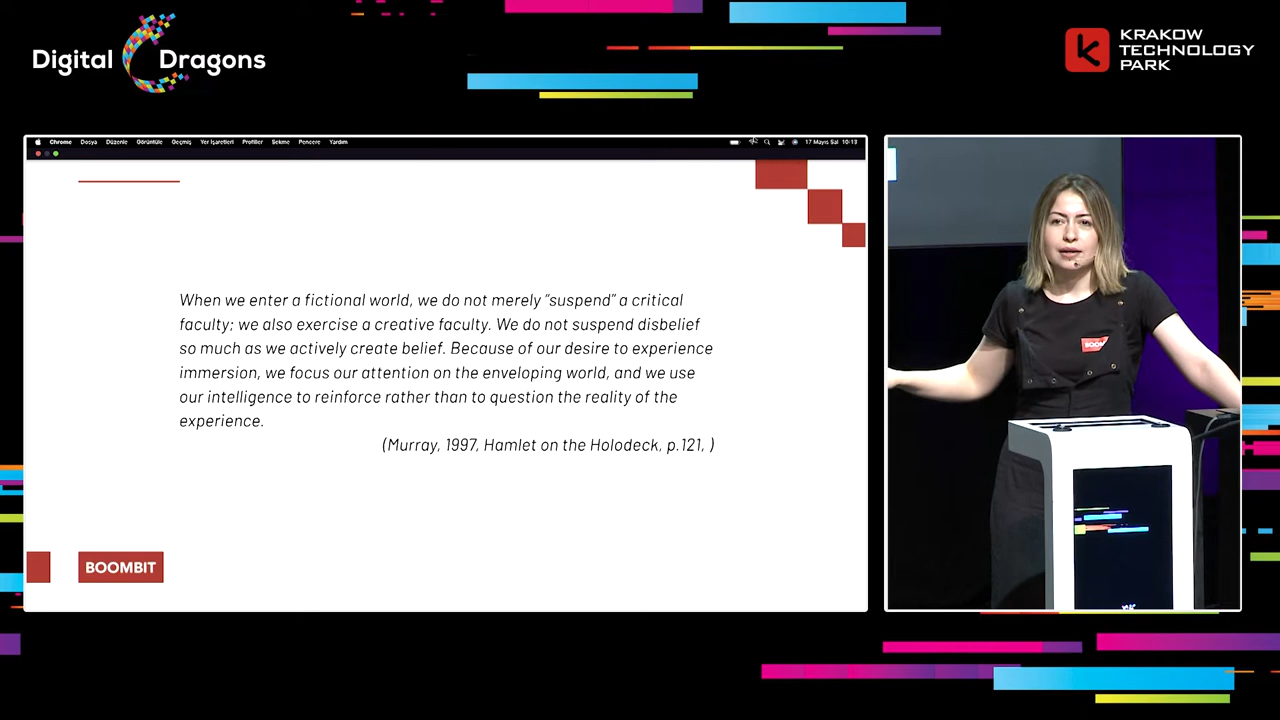 Digital Dragons
KRAKOW
TECHNOLOGY
PARK
Chrome Dosya Düzenle Görüntüle Geçmiş Yer İşaretleri Profiller Sekme Pencere Yardım
17 Mayıs Sal 10:13
When we enter a fictional world, we do not merely "suspend" a critical
faculty; we also exercise a creative faculty. We do not suspend disbelief
so much as we actively create belief. Because of our desire to experience
immersion, we focus our attention on the enveloping world, and we use
our intelligence to reinforce rather than to question the reality of the
experience.
(Murray, 1997, Hamlet on the Holodeck, p.121, )
BOOMBIT